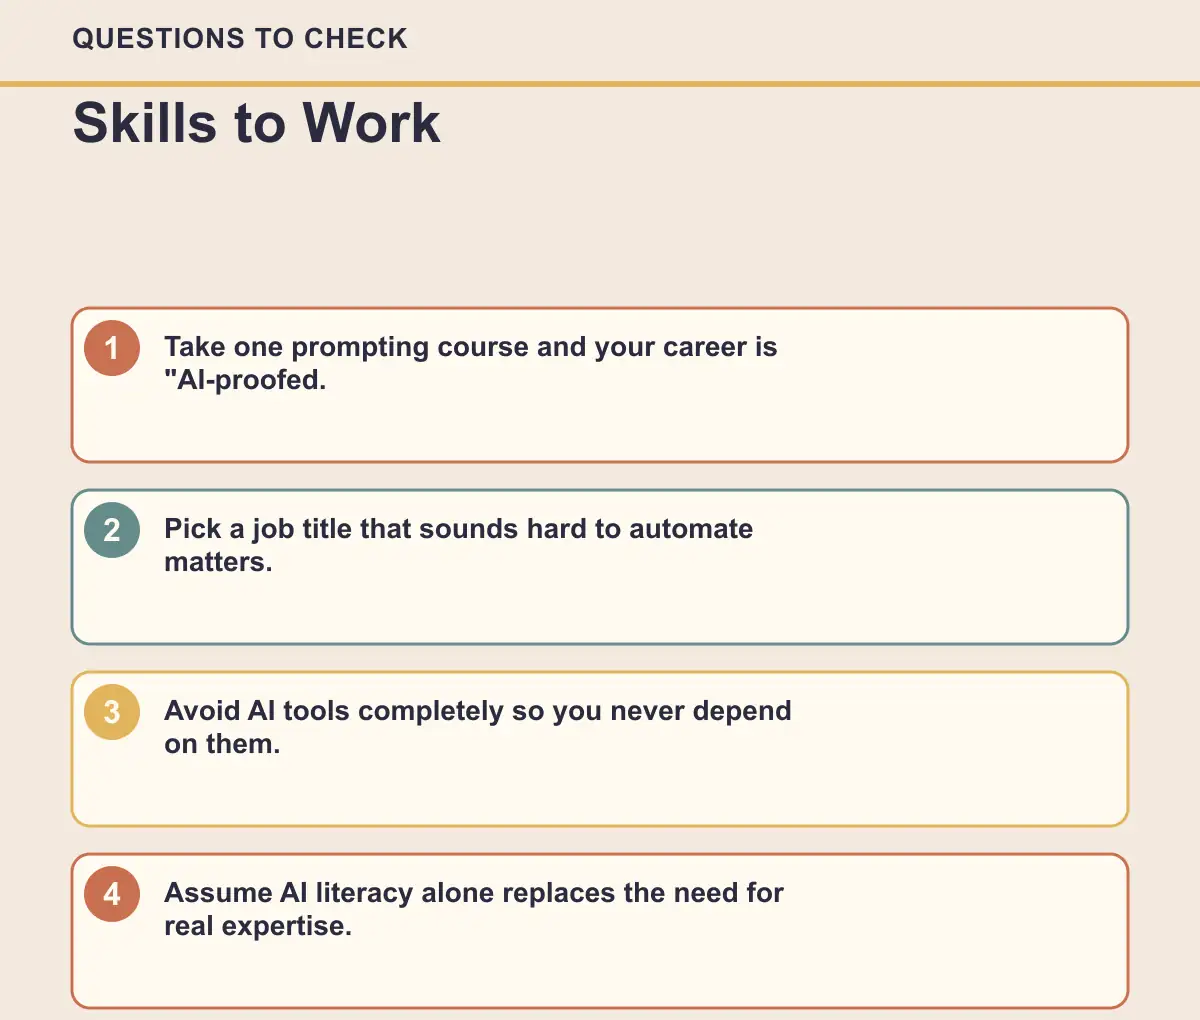 QUESTIONS TO CHECK
Skills to Work
1
Take one prompting course and your career is
"AI-proofed.
2
Pick a job title that sounds hard to automate
matters.
3
Avoid AI tools completely so you never depend
on them.
4
Assume AI literacy alone replaces the need for
real expertise.